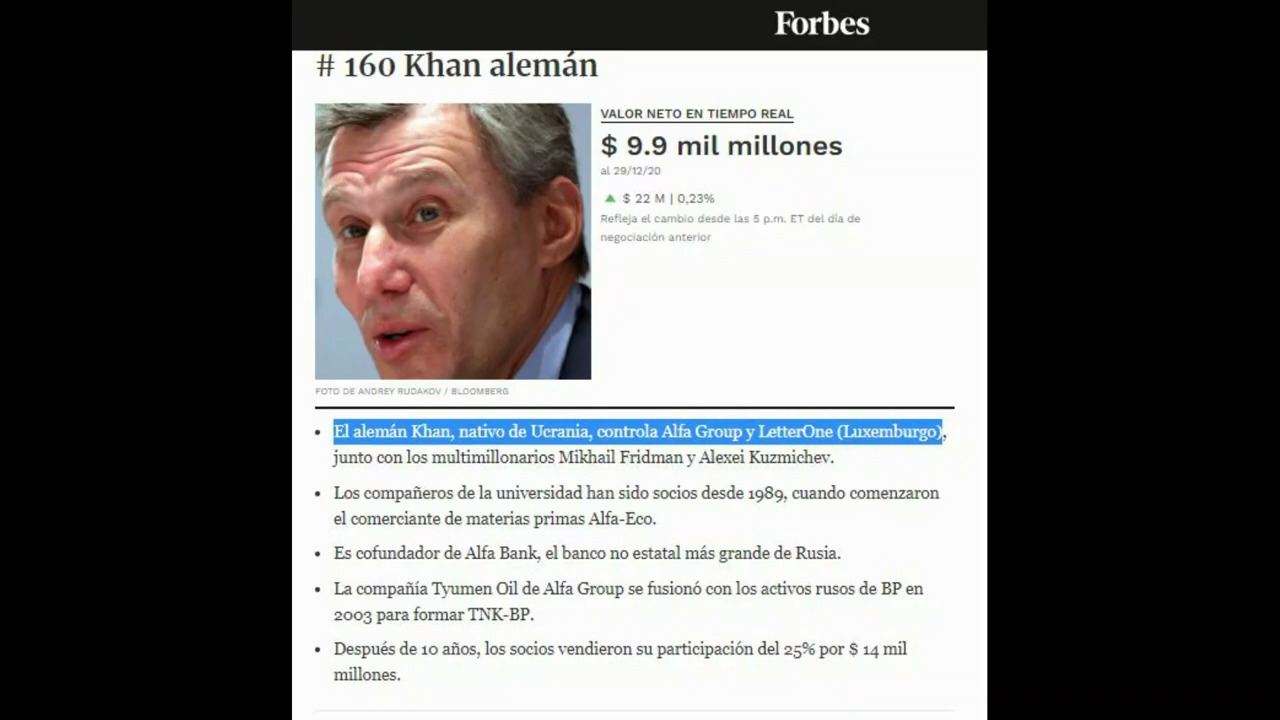 Forbes
# 160 Khan alemán
VALOR NETO EN TIEMPO REAL
$ 9.9 mil millones
al 29/12/20
$ 22 M | 0,23%
Refleja el cambio desde las 5 p.m. ET del día de
negociación anterior
FOTO DE ANDREY RUDAKOV / BLOOMBERG
• El alemán Khan, nativo de Ucrania, controla Alfa Group y LetterOne (Luxemburgo),
junto con los multimillonarios Mikhail Fridman y Alexei Kuzmichev.
• Los compañeros de la universidad han sido socios desde 1989, cuando comenzaron
el comerciante de materias primas Alfa-Eco.
• Es cofundador de Alfa Bank, el banco no estatal más grande de Rusia.
• La compañía Tyumen Oil de Alfa Group se fusionó con los activos rusos de BP en
2003 para formar TNK-BP.
• Después de 10 años, los socios vendieron su participación del 25% por $ 14 mil
millones.